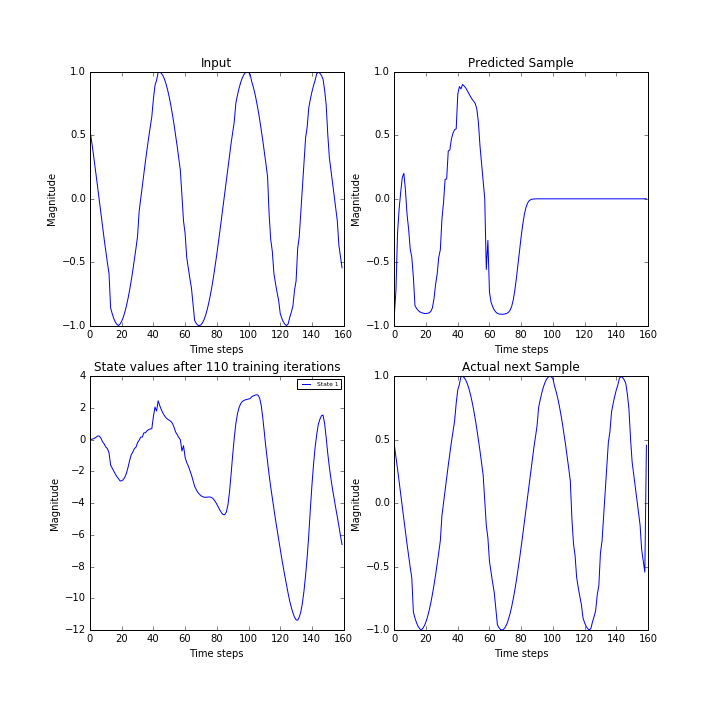 Input
Magnitude
1.0
0.5
0.0
−0.5
−1.0
0 20 40 60 80 100 120 140 160
Time steps
Predicted Sample
Magnitude
1.0
0.5
0.0
−0.5
−1.0
0 20 40 60 80 100 120 140 160
Time steps
State values after 110 training iterations
State 1
Magnitude
4
2
0
−2
−4
−6
−8
−10
−12
0 20 40 60 80 100 120 140 160
Time steps
Actual next Sample
Magnitude
1.0
0.5
0.0
−0.5
−1.0
0 20 40 60 80 100 120 140 160
Time steps